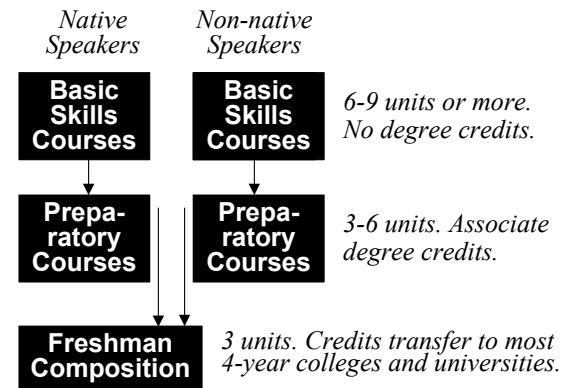 Native
Speakers
Non-native
Speakers
Basic
Skills
Courses
Basic
Skills
Courses
6-9 units or more.
No degree credits.
Prepa-
ratory
Courses
Prepa-
ratory
Courses
3-6 units. Associate
degree credits.
Freshman
Composition
3 units. Credits transfer to most
4-year colleges and universities.